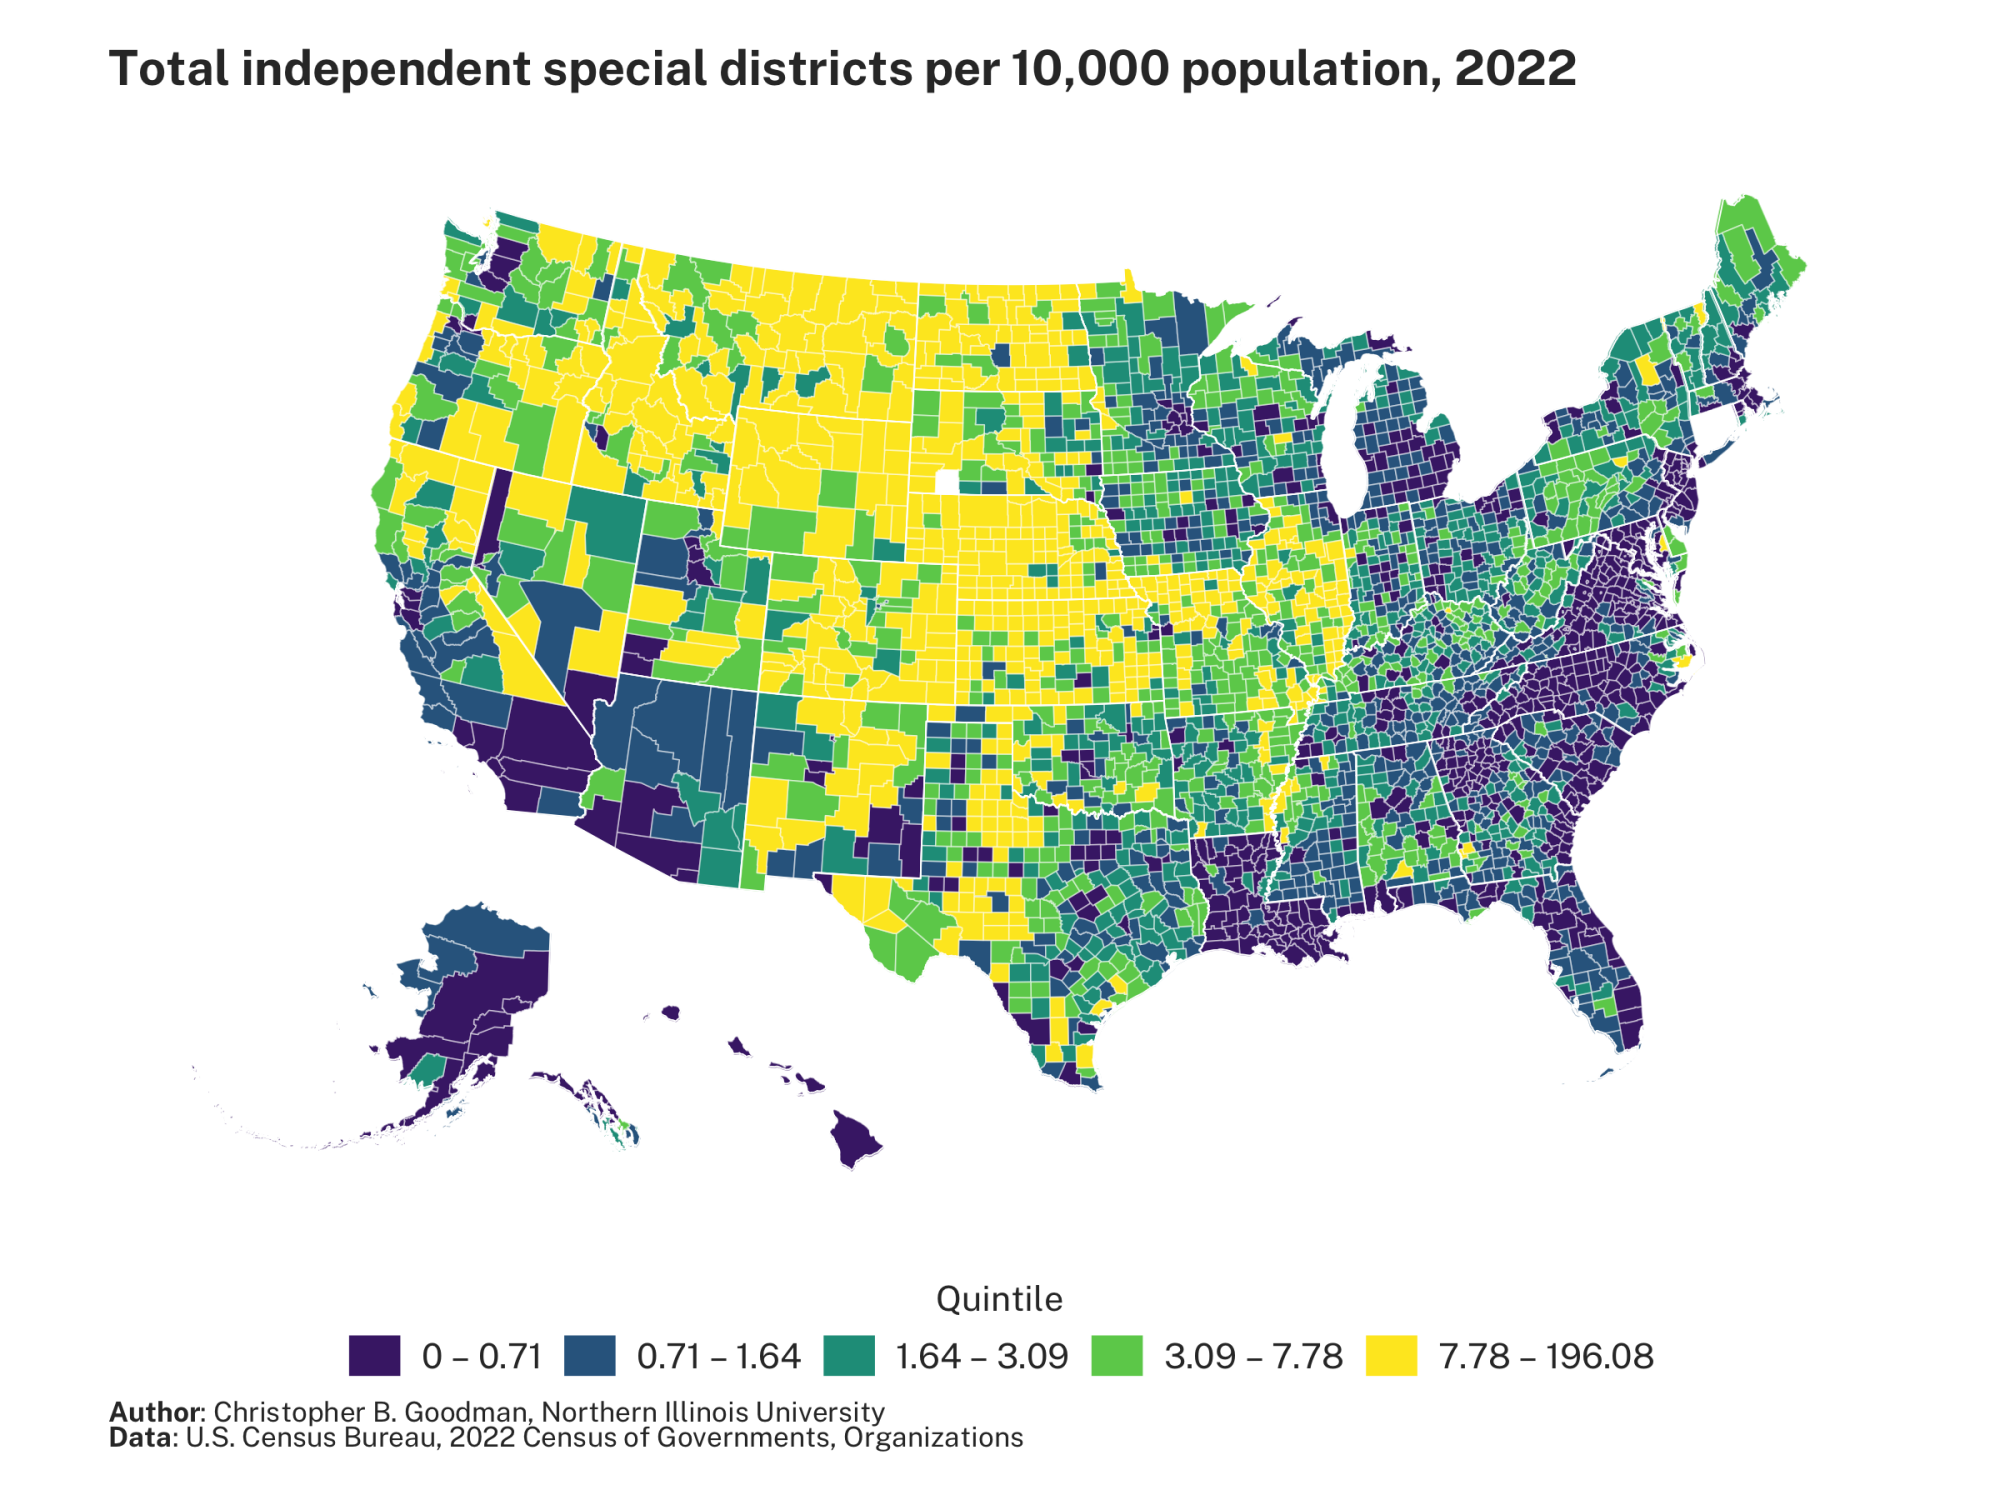 Total independent special districts per 10,000 population, 2022
Quintile
0 – 0.71 0.71 – 1.64 1.64 – 3.09 3.09 – 7.78 7.78 – 196.08
Author: Christopher B. Goodman, Northern Illinois University
Data: U.S. Census Bureau, 2022 Census of Governments, Organizations